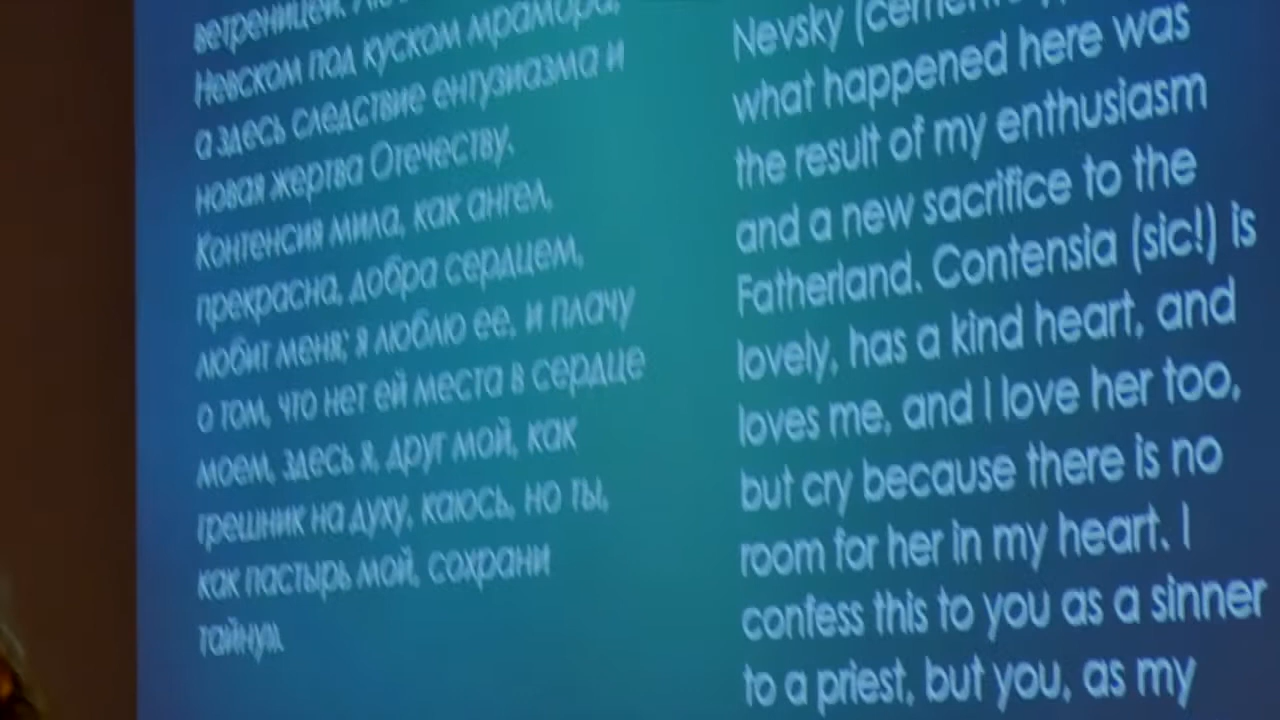 ветреницей.
Невском под куском мрамора,
а здесь следствие ентузиазма и
новая жертва Отечеству.
Контенсия мила, как ангел,
прекрасна, добра сердцем,
любит меня; я люблю ее, и плачу
о том, что нет ей места в сердце
моем, здесь я, друг мой, как
грешник на духу, каюсь, но ты,
как пастырь мой, сохрани
тайну».
Nevsky
what happened here was
the result of my enthusiasm
and a new sacrifice to the
Fatherland. Contensia (sic!) is
lovely, has a kind heart, and
loves me, and I love her too,
but cry because there is no
room for her in my heart. I
confess this to you as a sinner
to a priest, but you, as my